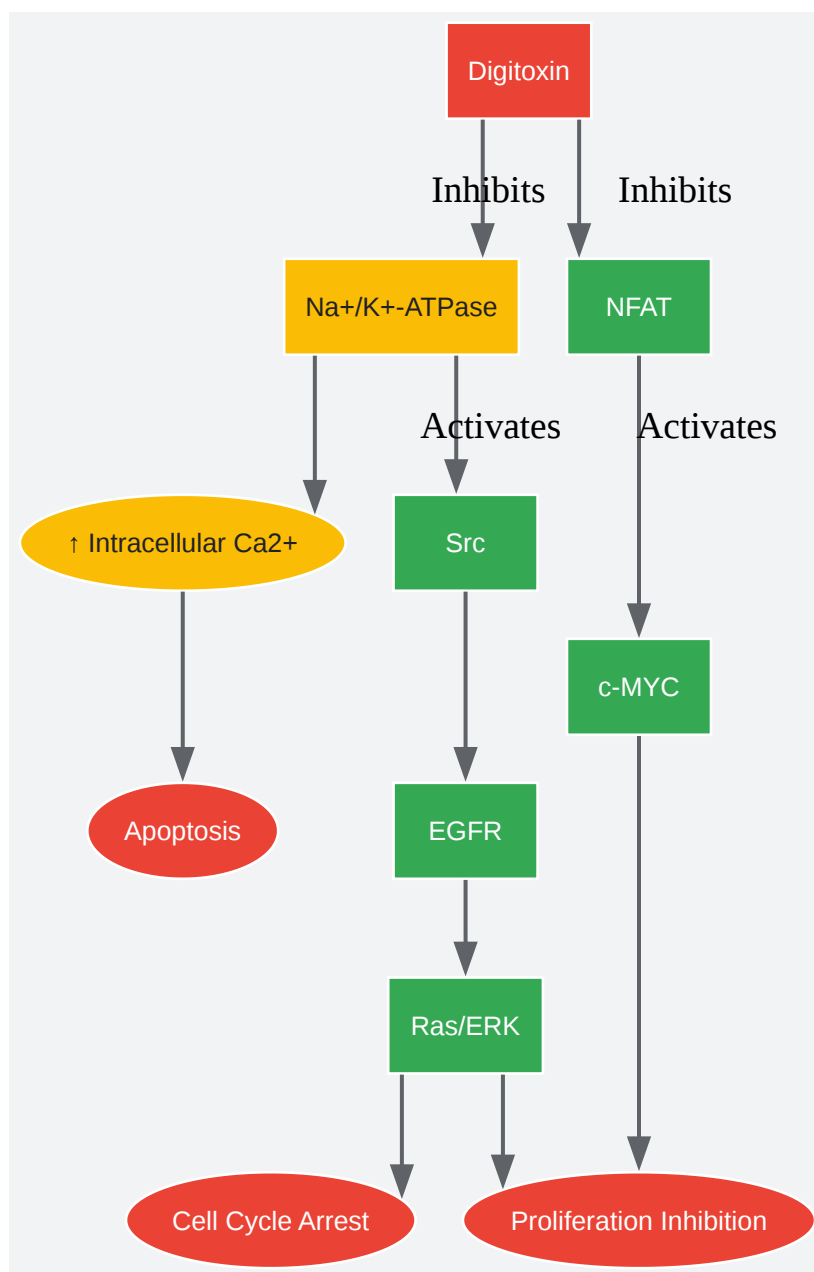 Digitoxin
Inhibits
Inhibits
Na+/K+-ATPase
NFAT
Activates
Activates
↑ Intracellular Ca2+
Src
c-MYC
Apoptosis
EGFR
Ras/ERK
Cell Cycle Arrest
Proliferation Inhibition